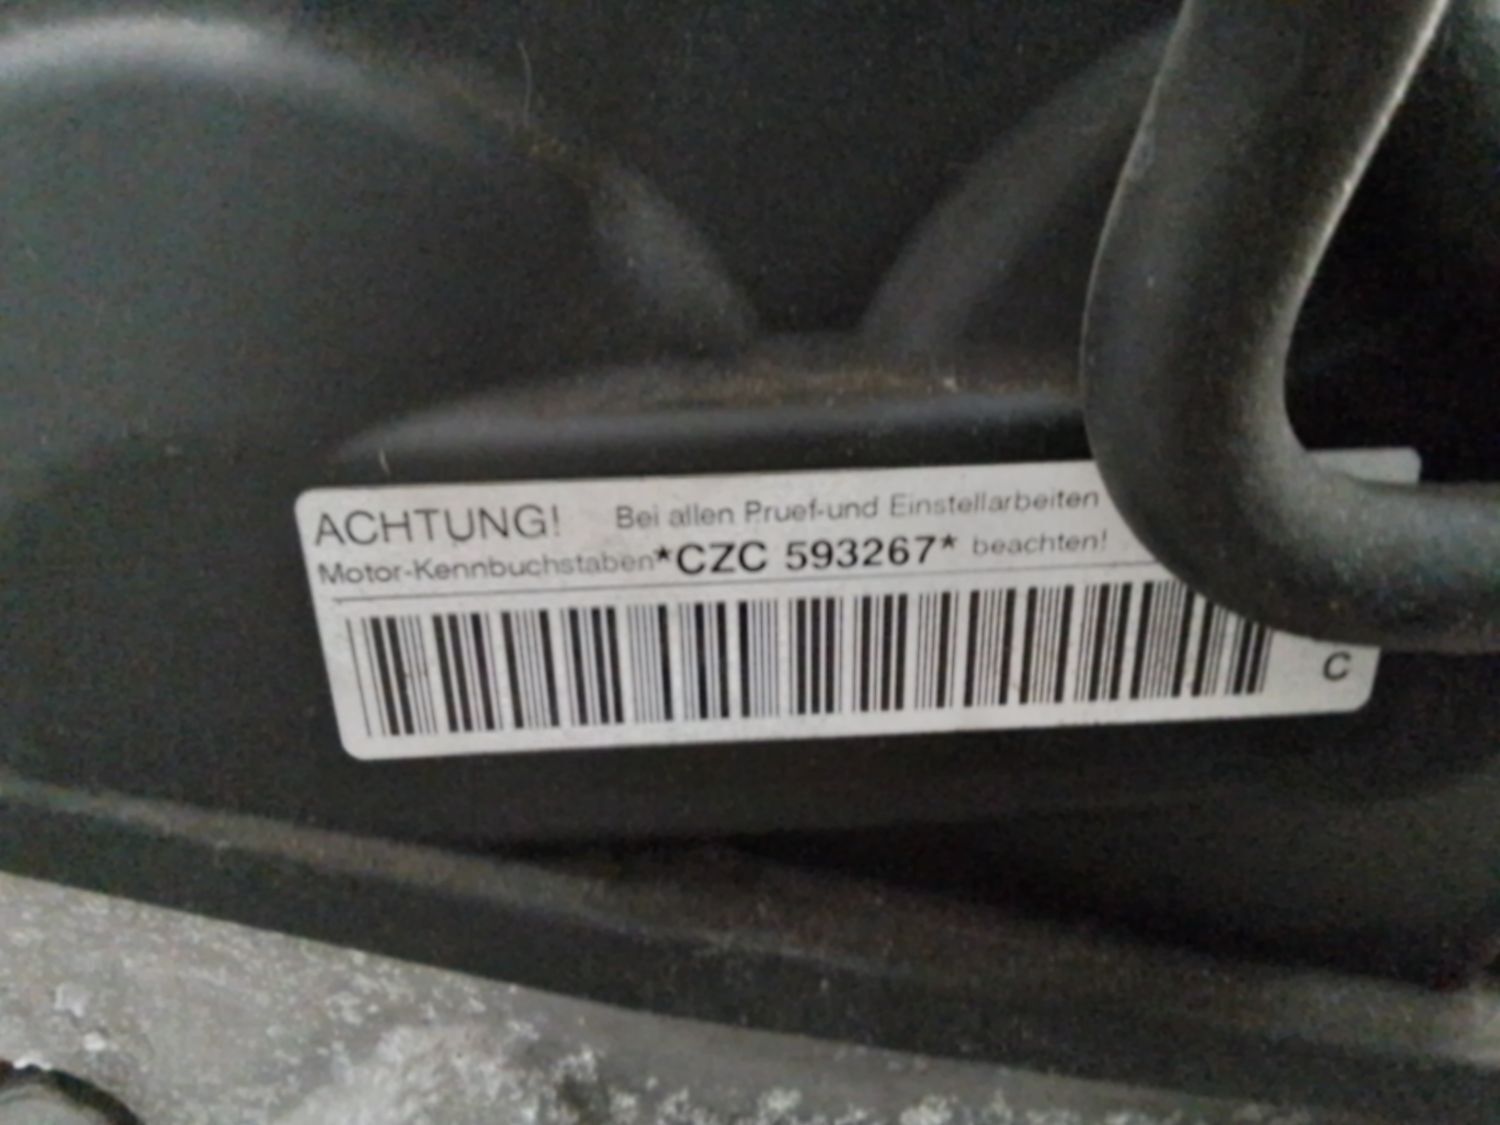 ACHTUNG! Bei allen Pruef-und Einstellarbeiten
Motor-Kennbuchstaben*CZC 593267* beachten!
C